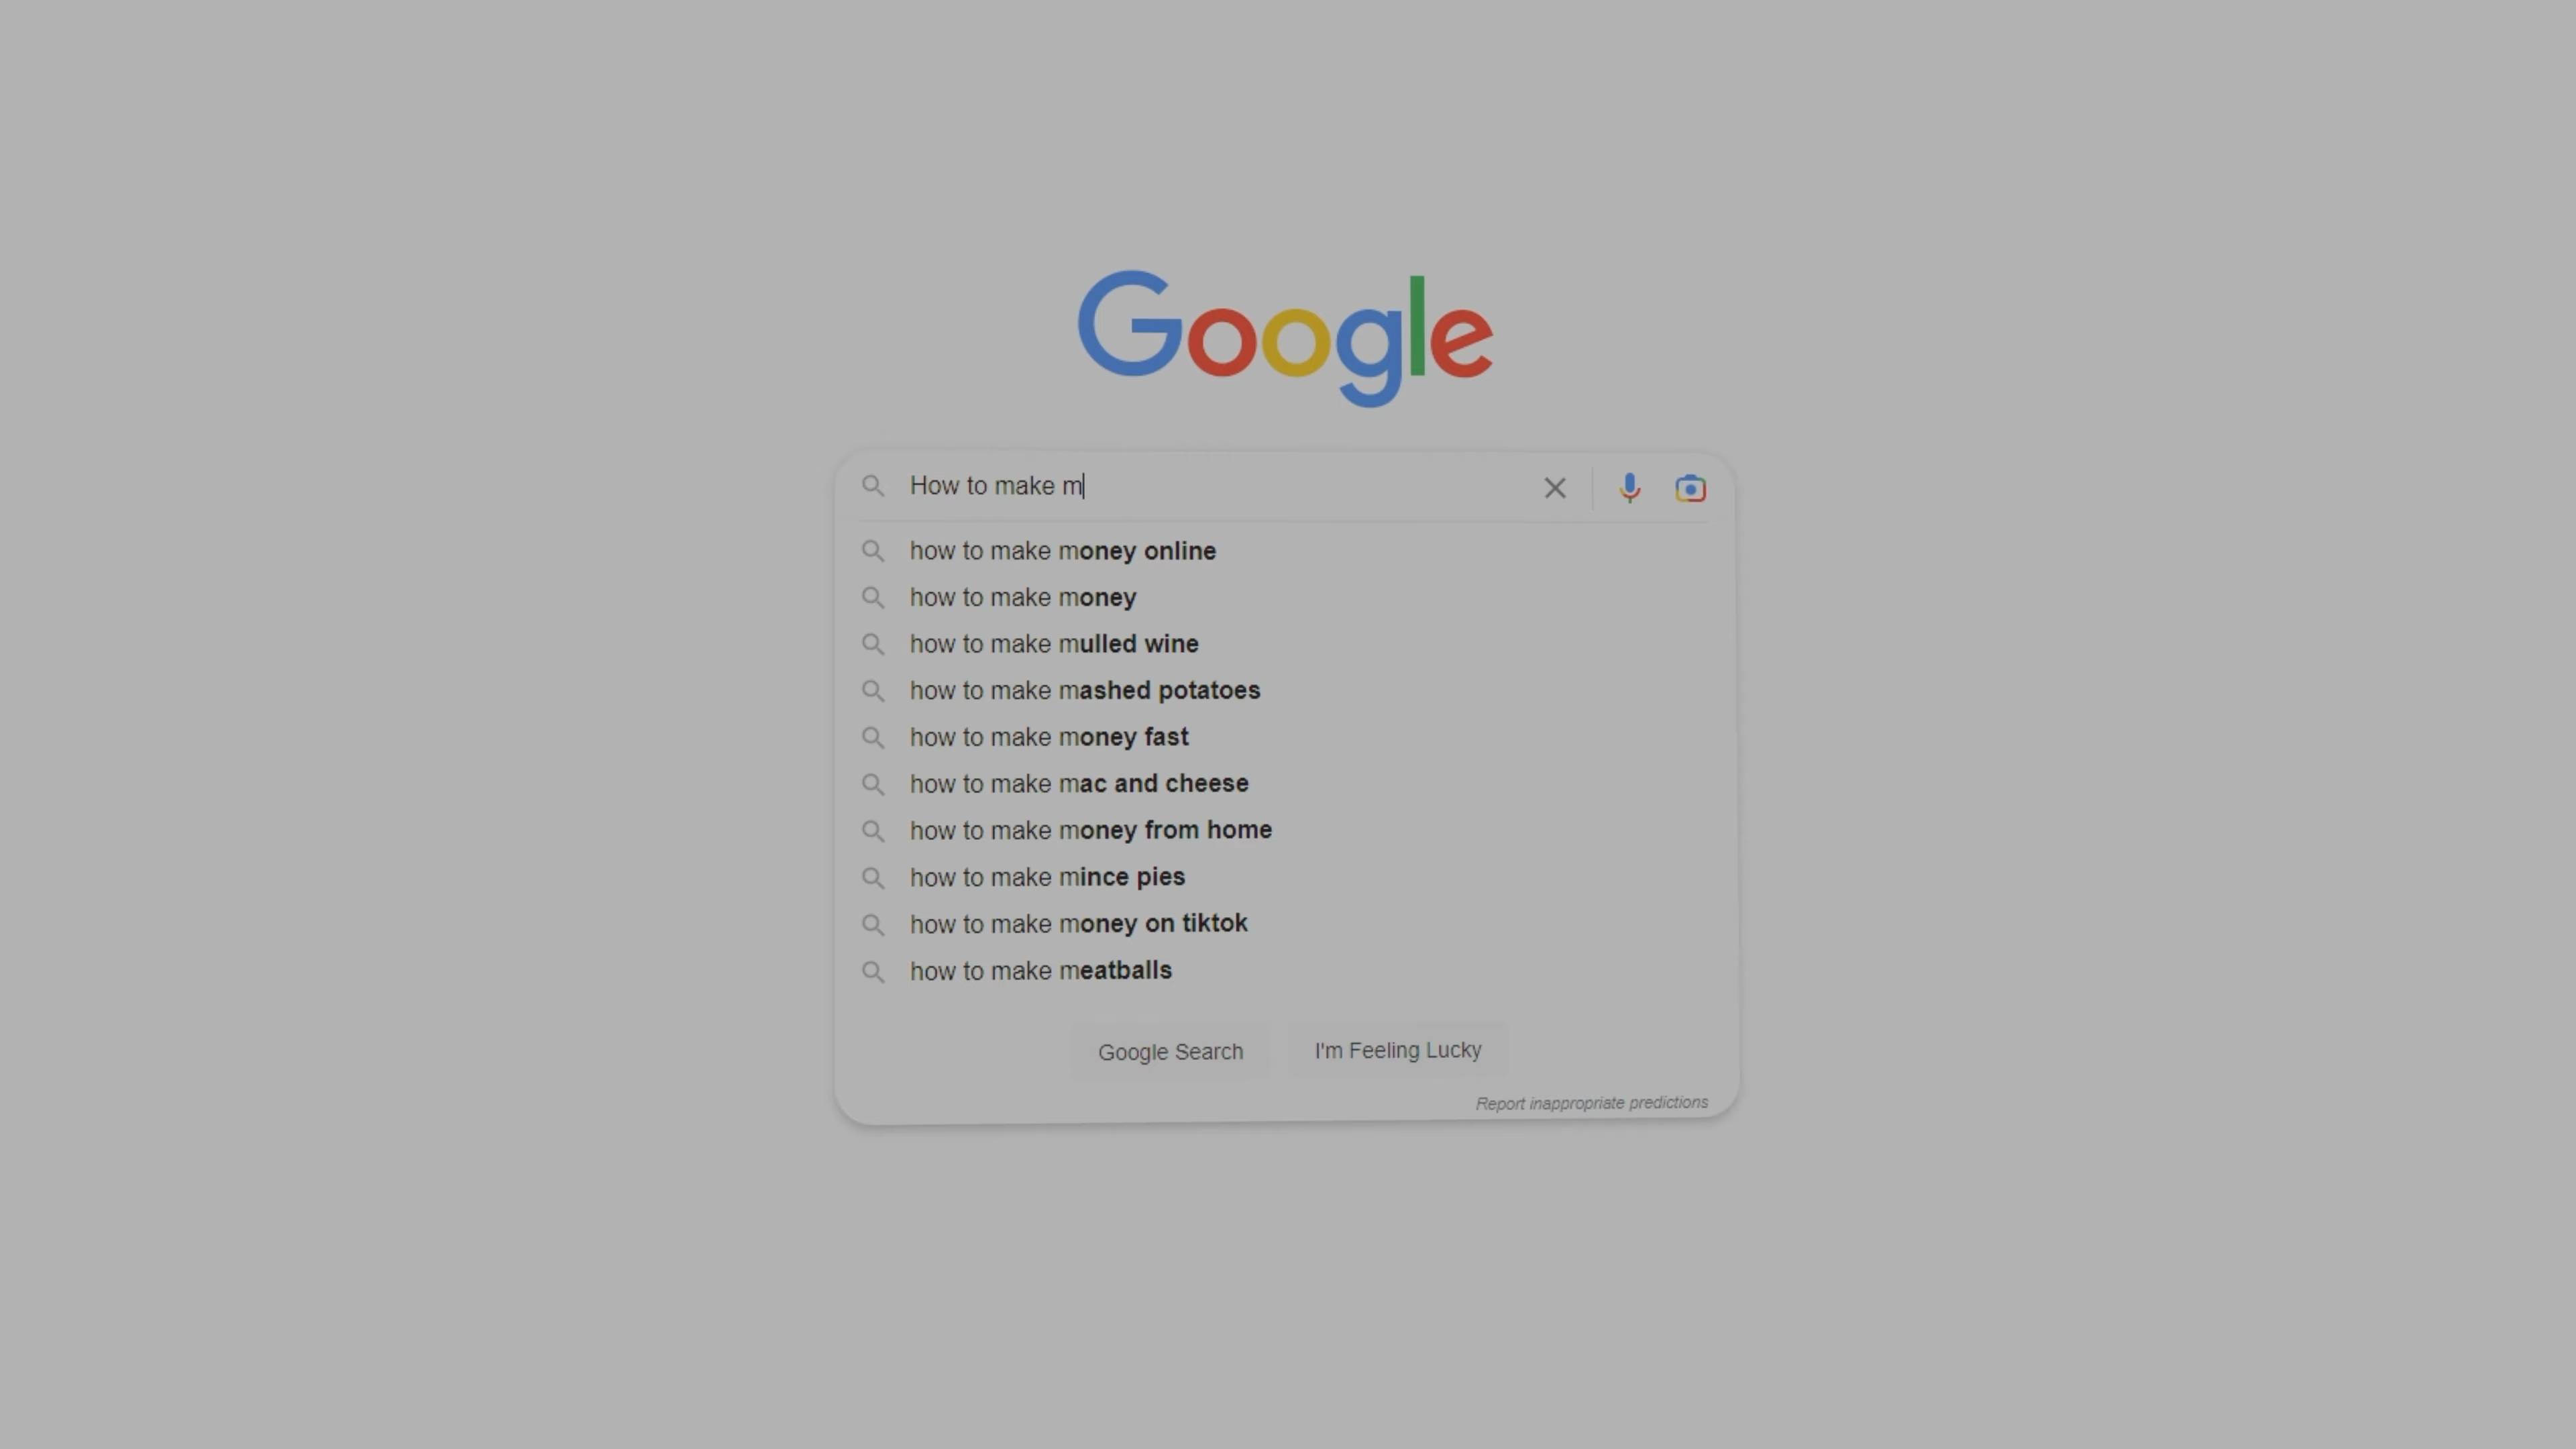 Google
How to make m
how to make money online
how to make money
how to make mulled wine
how to make mashed potatoes
how to make money fast
how to make mac and cheese
how to make money from home
how to make mince pies
how to make money on tiktok
how to make meatballs
Google Search
I'm Feeling Lucky
Report inappropriate predictions